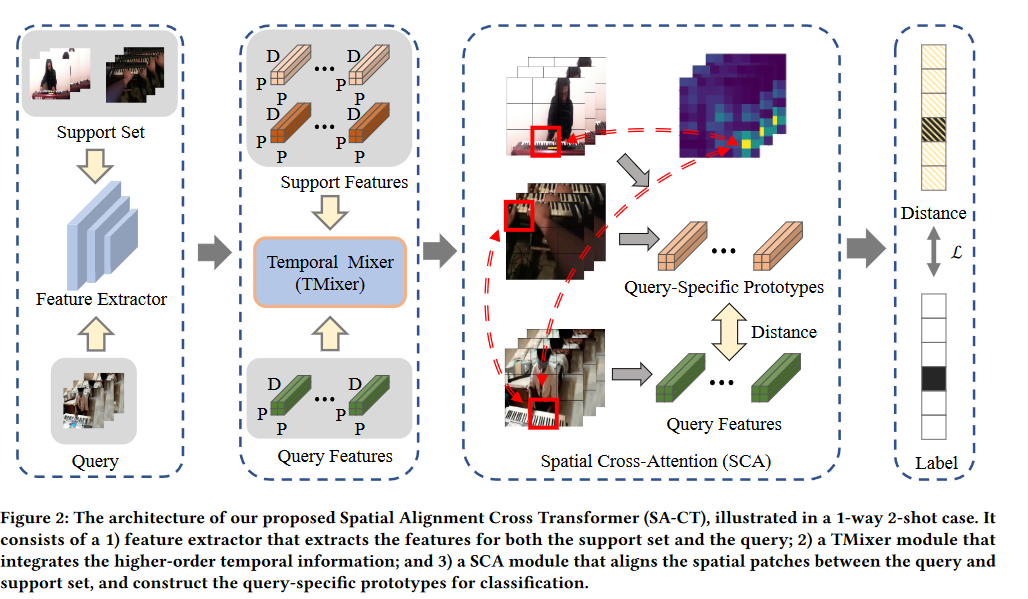 Support Set
Feature Extractor
Query
D
D
P
P
P
P
D
D
P
P
P
P
Support Features
Temporal Mixer
(TMixer)
D
D
P
P
P
P
Query Features
Query-Specific Prototypes
Distance
Query Features
Spatial Cross-Attention (SCA)
Distance
ℒ
Label
Figure 2: The architecture of our proposed Spatial Alignment Cross Transformer (SA-CT), illustrated in a 1-way 2-shot case. It
consists of a 1) feature extractor that extracts the features for both the support set and the query; 2) a TMixer module that
integrates the higher-order temporal information; and 3) a SCA module that aligns the spatial patches between the query and
support set, and construct the query-specific prototypes for classification.